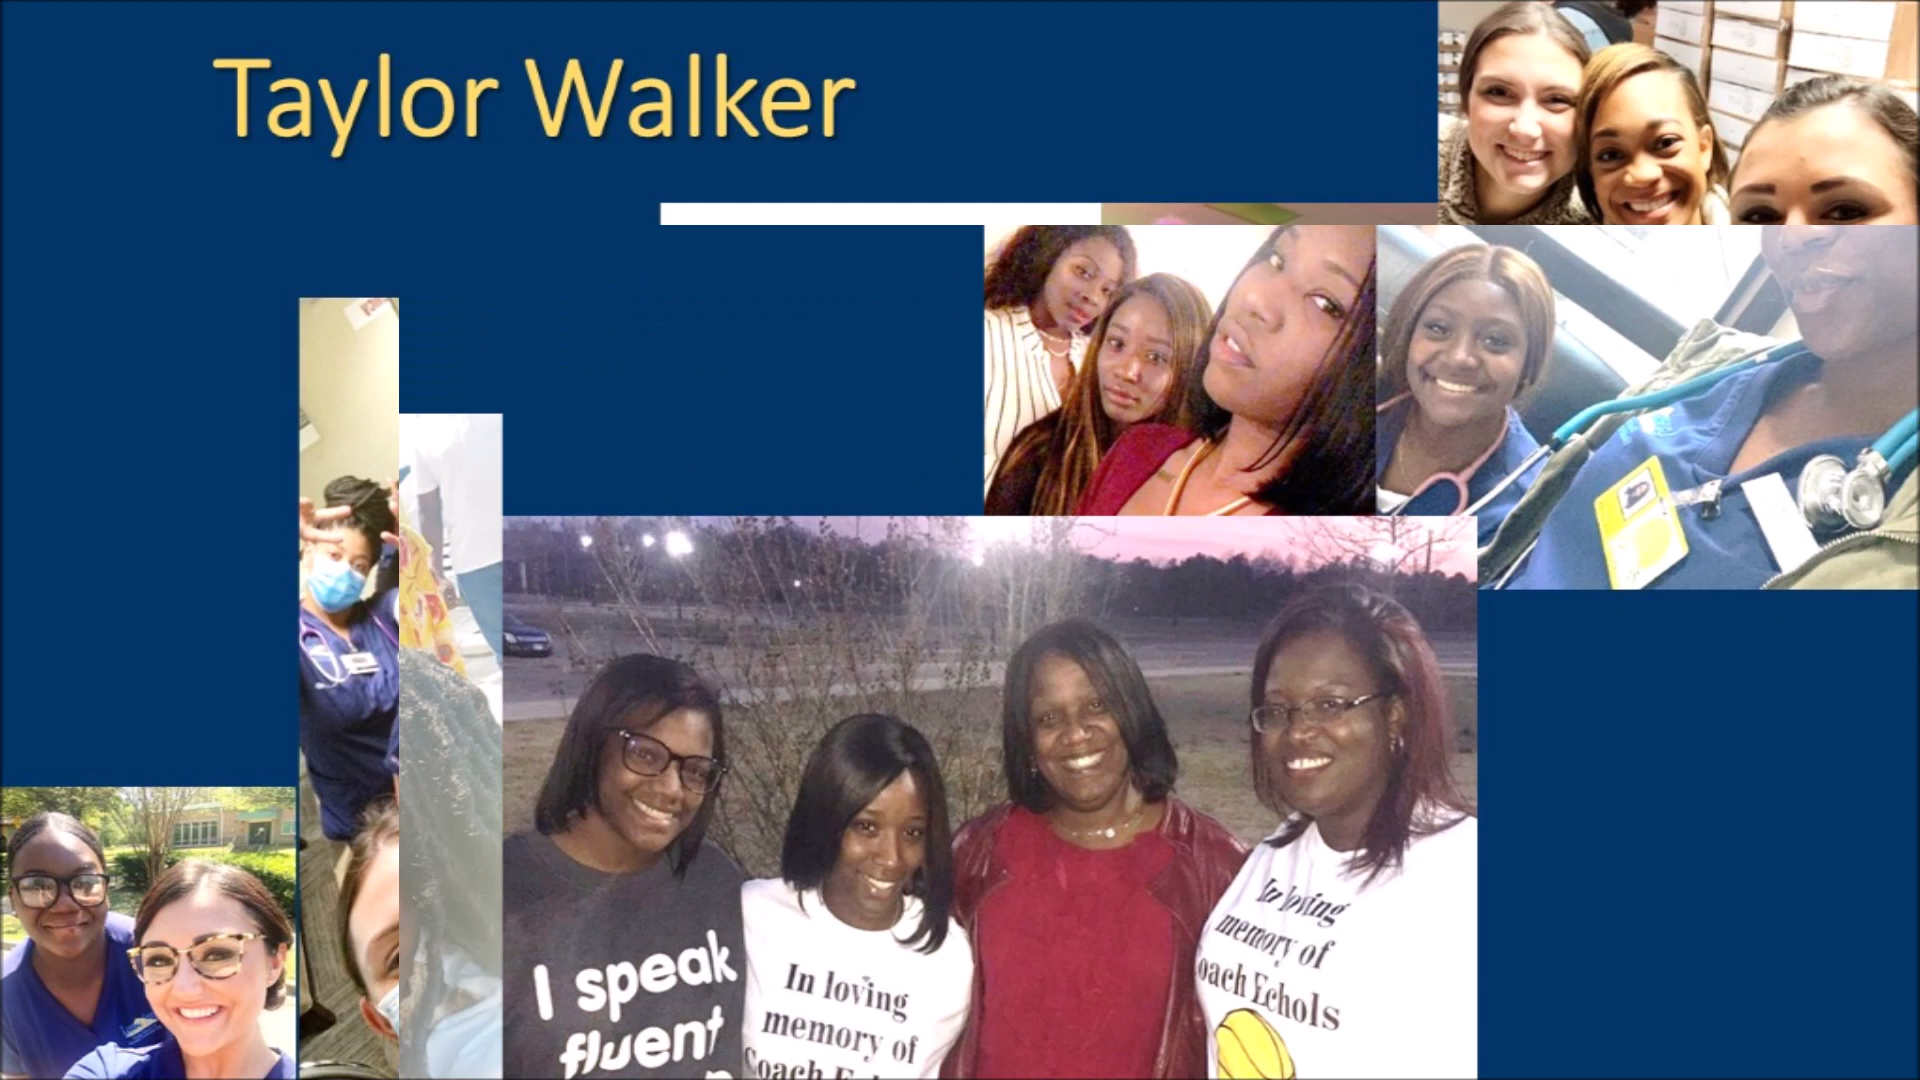 Taylor Walker
I speak
fluent
In loving
memory of
In loving
memory of
oach Echols